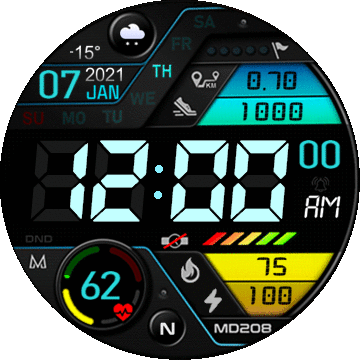 SA
-15°
FR
07 2021 JAN
TH
KM
0.70
WE
1000
SU MO TU
12:00 00
AM
DND
75
62
100
N
MD208